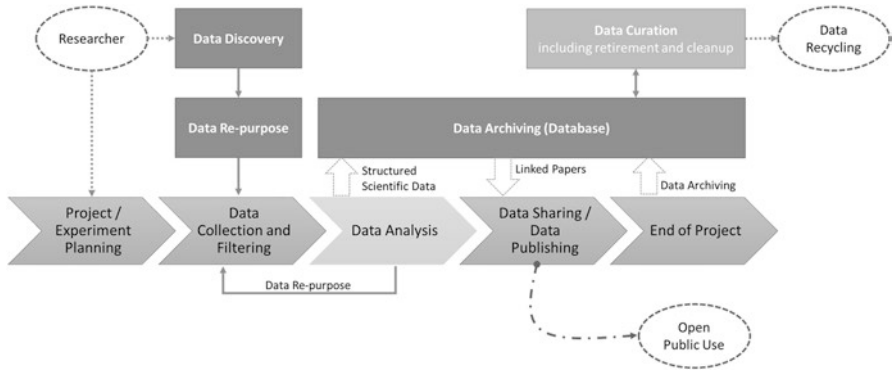 Researcher
Data Discovery
Data Curation
including retirement and cleanup
Data
Recycling
Data Re-purpose
Data Archiving (Database)
Structured
Scientific Data
Linked Papers
Data Archiving
Project /
Experiment
Planning
Data
Collection and
Filtering
Data Analysis
Data Sharing /
Data
Publishing
End of Project
Data Re-purpose
Open
Public Use